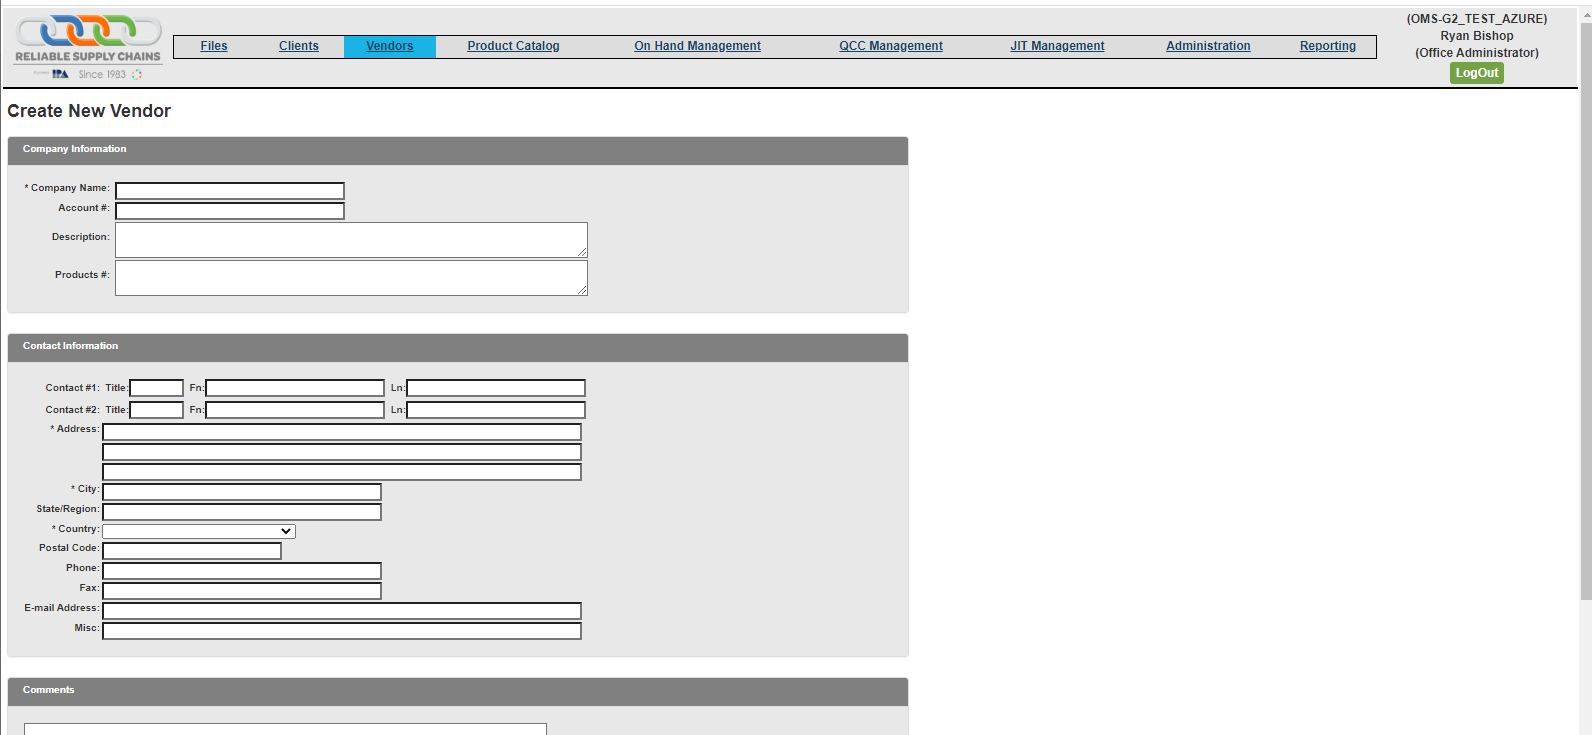 RELIABLE SUPPLY CHAINS
IPA Since 1983
Files Clients Vendors Product Catalog On Hand Management QCC Management JIT Management Administration Reporting
(OMS-G2_TEST_AZURE)
Ryan Bishop
(Office Administrator)
LogOut
Create New Vendor
Company Information
* Company Name:
Account #:
Description:
Products #:
Contact Information
Contact #1: Title: Fn: Ln:
Contact #2: Title: Fn: Ln:
* Address:
* City:
State/Region:
* Country:
Postal Code:
Phone:
Fax:
E-mail Address:
Misc:
Comments